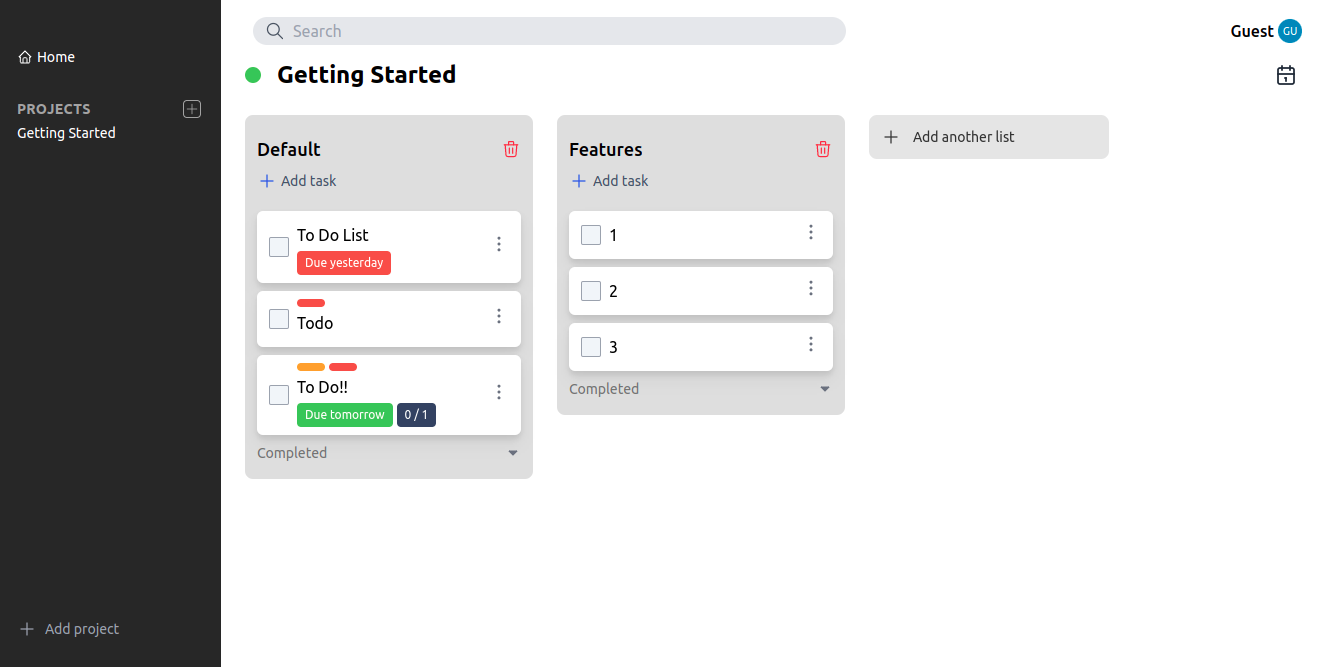 Home
PROJECTS
Getting Started
Add project
Search
Guest GU
Getting Started
1
Default
Add task
To Do List
Due yesterday
Todo
To Do!!
Due tomorrow 0 / 1
Completed
Features
Add task
1
2
3
Completed
Add another list